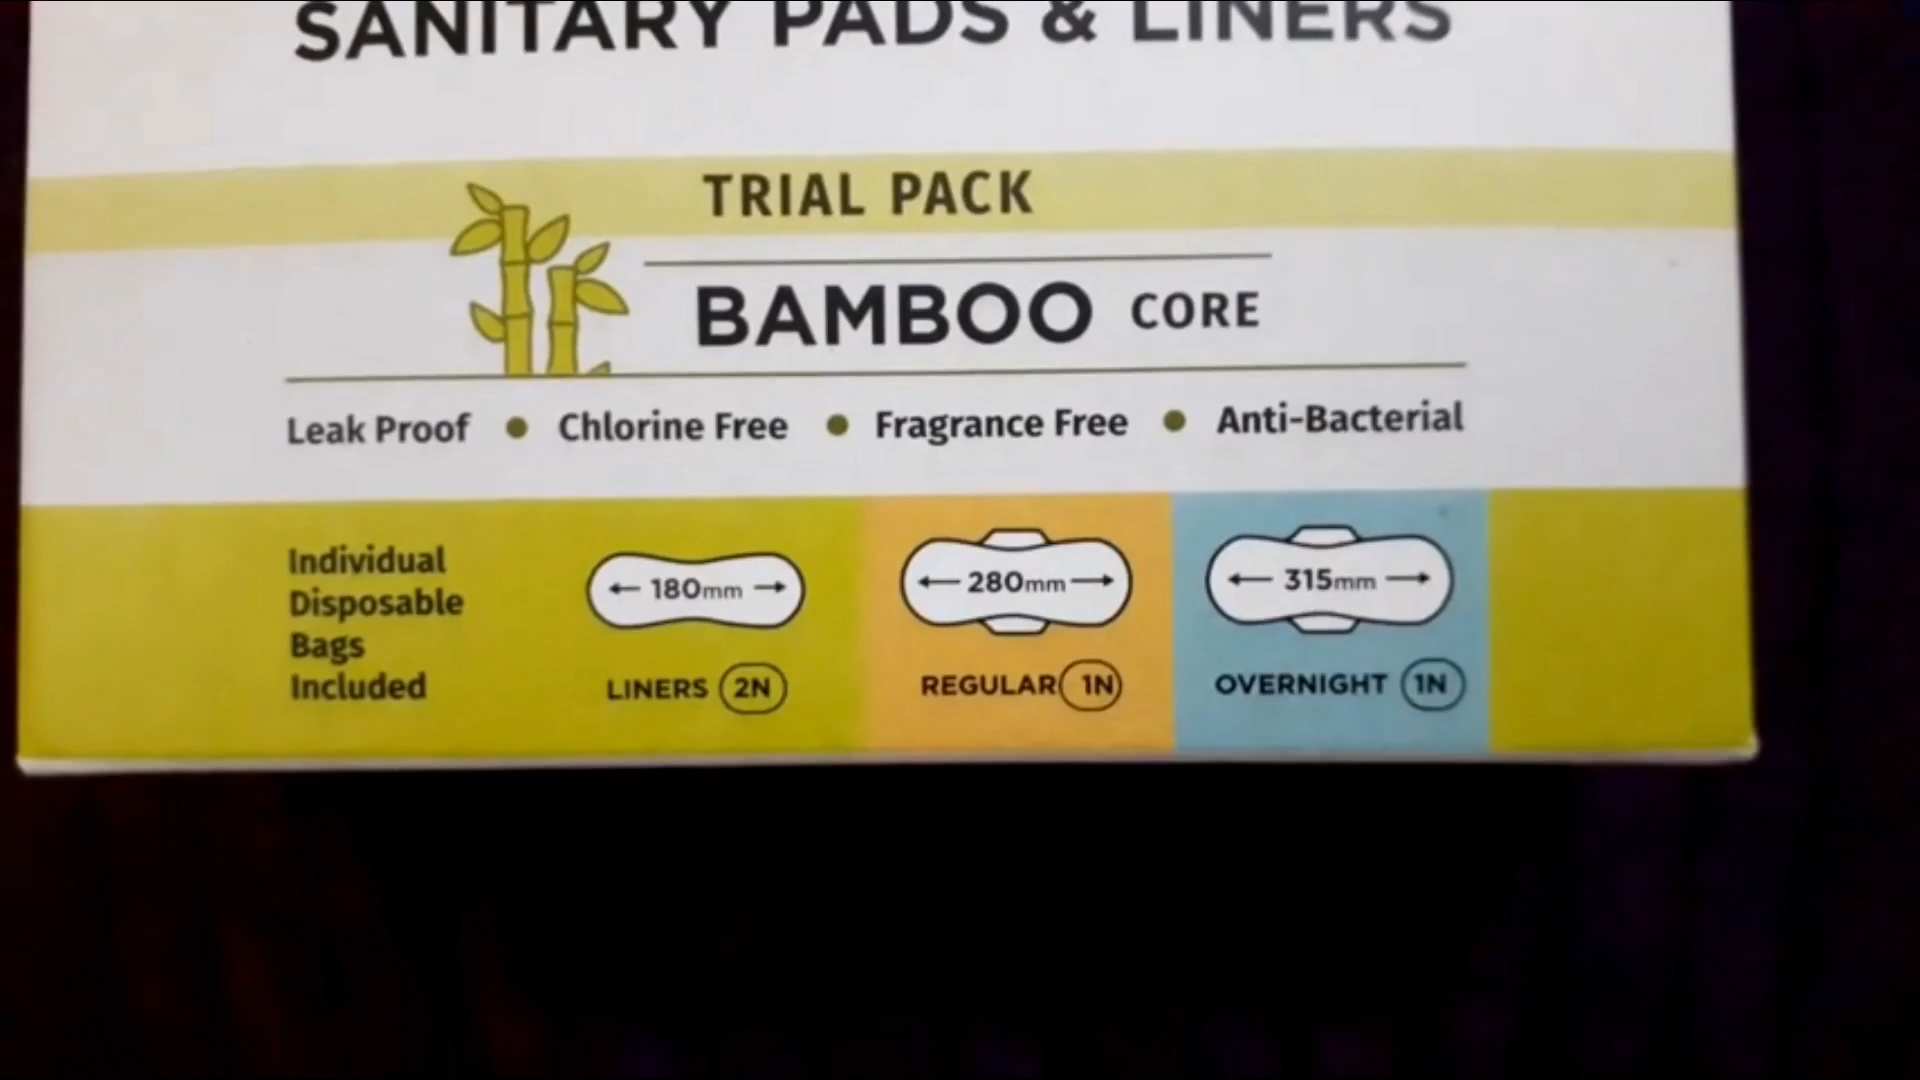 SANITARY PADS & LINERS
TRIAL PACK
BAMBOO CORE
Leak Proof • Chlorine Free • Fragrance Free • Anti-Bacterial
Individual
Disposable
Bags
Included
180mm
LINERS 2N
280mm
REGULAR 1N
315mm
OVERNIGHT 1N